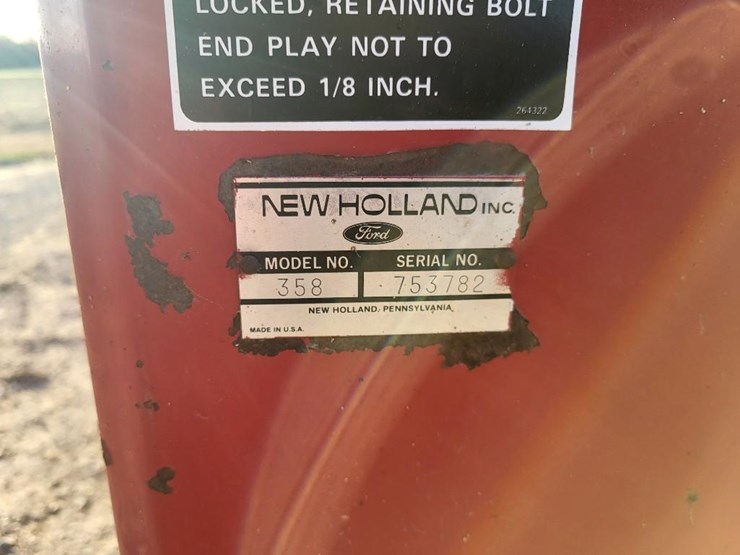 LOCKED, RETAINING BOLT
END PLAY NOT TO
EXCEED 1/8 INCH.
264322
NEW HOLLAND INC.
Ford
MODEL NO. SERIAL NO.
358 753782
NEW HOLLAND, PENNSYLVANIA
MADE IN U.S.A.